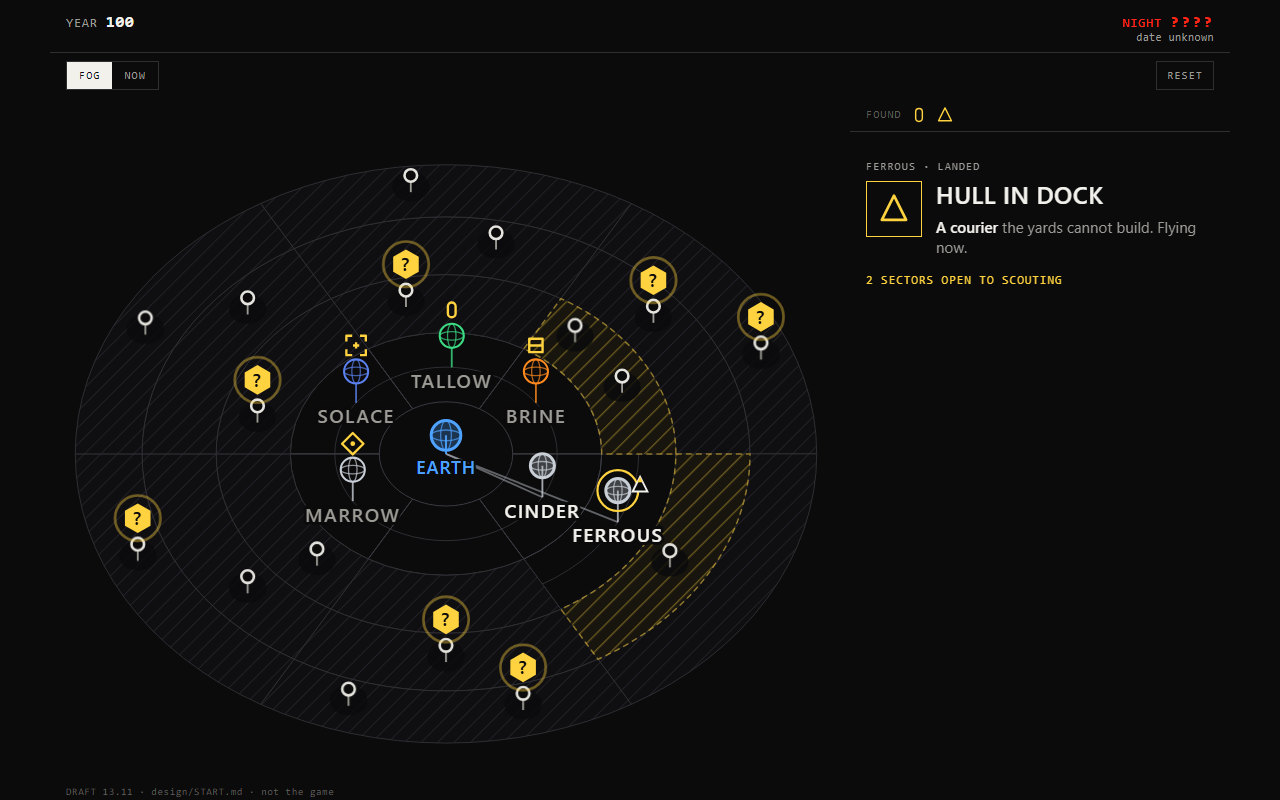 YEAR 100
NIGHT ????
date unknown
FOG NOW
RESET
FOUND
FERROUS · LANDED
HULL IN DOCK
A courier the yards cannot build. Flying
now.
2 SECTORS OPEN TO SCOUTING
?
?
?
?
TALLOW
SOLACE
BRINE
EARTH
MARROW
CINDER
FERROUS
?
?
?
DRAFT 13.11 · design/START.md · not the game